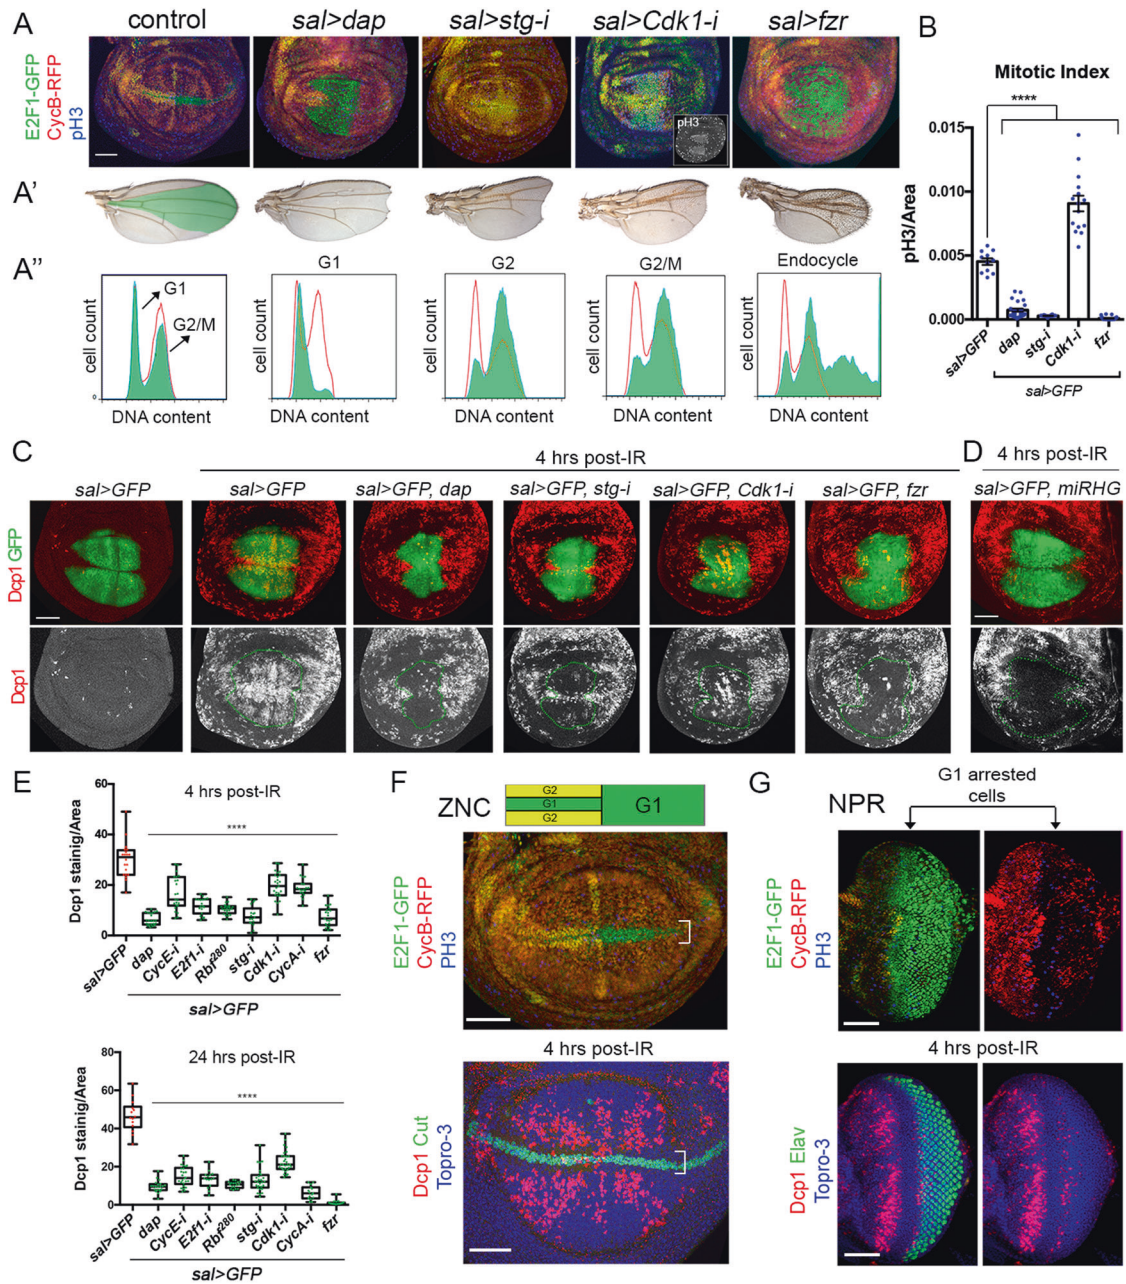 A
control
sal>dap
sal>stg-i
sal>Cdk1-i
sal>fzr
E2F1-GFP
CycB-RFP
pH3
pH3
A'
A''
G1
G2/M
cell count
0
DNA content
G1
cell count
DNA content
G2
cell count
DNA content
G2/M
cell count
DNA content
Endocycle
cell count
DNA content
B
Mitotic Index
****
pH3/Area
0.015
0.010
0.005
0.000
sal>GFP
dap
stg-i
Cdk1-i
fzr
sal>GFP
C
4 hrs post-IR
sal>GFP
sal>GFP
sal>GFP, dap
sal>GFP, stg-i
sal>GFP, Cdk1-i
sal>GFP, fzr
Dcp1 GFP
Dcp1
D
4 hrs post-IR
sal>GFP, miRHG
E
4 hrs post-IR
****
Dcp1 stainig/Area
60
40
20
0
sal>GFP
dap
CycE-i
E2f1-i
Rbf280
stg-i
Cdk1-i
CycA-i
fzr
sal>GFP
24 hrs post-IR
****
Dcp1 stainig/Area
80
60
40
20
0
sal>GFP
dap
CycE-i
E2f1-i
Rbf280
stg-i
Cdk1-i
CycA-i
fzr
sal>GFP
F
ZNC
G2
G1
G2
G1
E2F1-GFP
CycB-RFP
PH3
4 hrs post-IR
Dcp1 Cut
Topro-3
G
NPR
G1 arrested
cells
E2F1-GFP
CycB-RFP
PH3
4 hrs post-IR
Dcp1 Elav
Topro-3